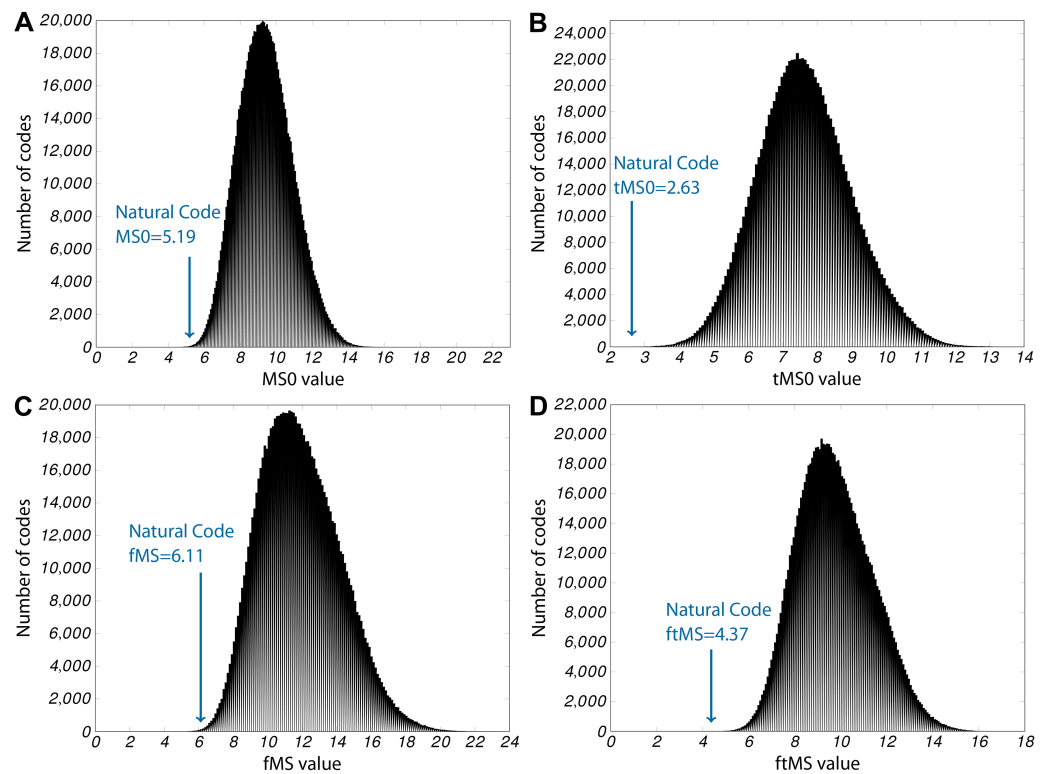 A
20,000
18,000
16,000
14,000
12,000
10,000
8,000
6,000
4,000
2,000
0
Number of codes
Natural Code
MS0=5.19
0 2 4 6 8 10 12 14 16 18 20 22
MS0 value
B
24,000
22,000
20,000
18,000
16,000
14,000
12,000
10,000
8,000
6,000
4,000
2,000
0
Number of codes
Natural Code
tMS0=2.63
2 3 4 5 6 7 8 9 10 11 12 13 14
tMS0 value
C
20,000
18,000
16,000
14,000
12,000
10,000
8,000
6,000
4,000
2,000
0
Number of codes
Natural Code
fMS=6.11
0 2 4 6 8 10 12 14 16 18 20 22 24
fMS value
D
22,000
20,000
18,000
16,000
14,000
12,000
10,000
8,000
6,000
4,000
2,000
0
Number of codes
Natural Code
ftMS=4.37
0 2 4 6 8 10 12 14 16 18
ftMS value